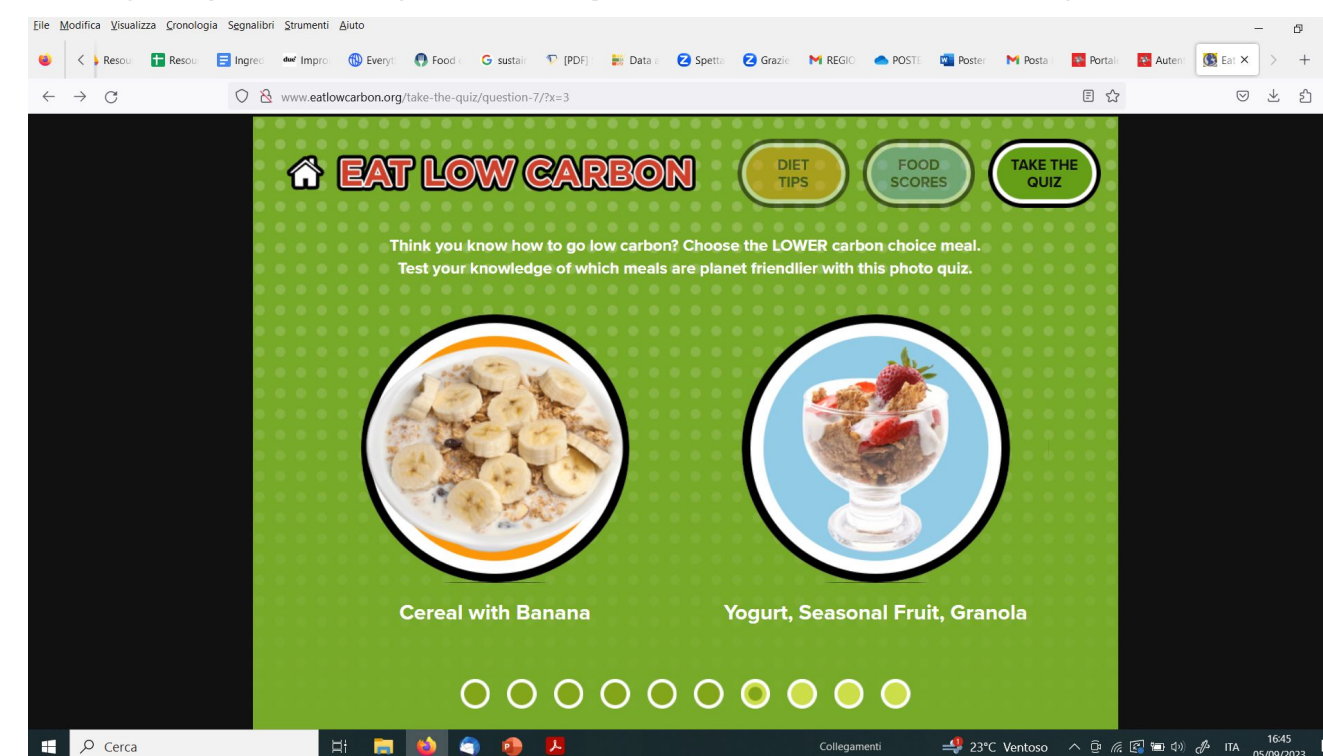 File Modifica Visualizza Cronologia Segnalibri Strumenti Aiuto
Resou Resou Ingred Impro Everyt Food G sustain [PDF] Data a Spetta Grazie REGIO POSTE Poster Posta Portale Auten Eat
www.eatlowcarbon.org/take-the-quiz/question-7/?x=3
EAT LOW CARBON
DIET
TIPS
FOOD
SCORES
TAKE THE
QUIZ
Think you know how to go low carbon? Choose the LOWER carbon choice meal.
Test your knowledge of which meals are planet friendlier with this photo quiz.
Cereal with Banana
Yogurt, Seasonal Fruit, Granola
Cerca
Collegamenti
23°C Ventoso
ITA
16:45
05/09/2023